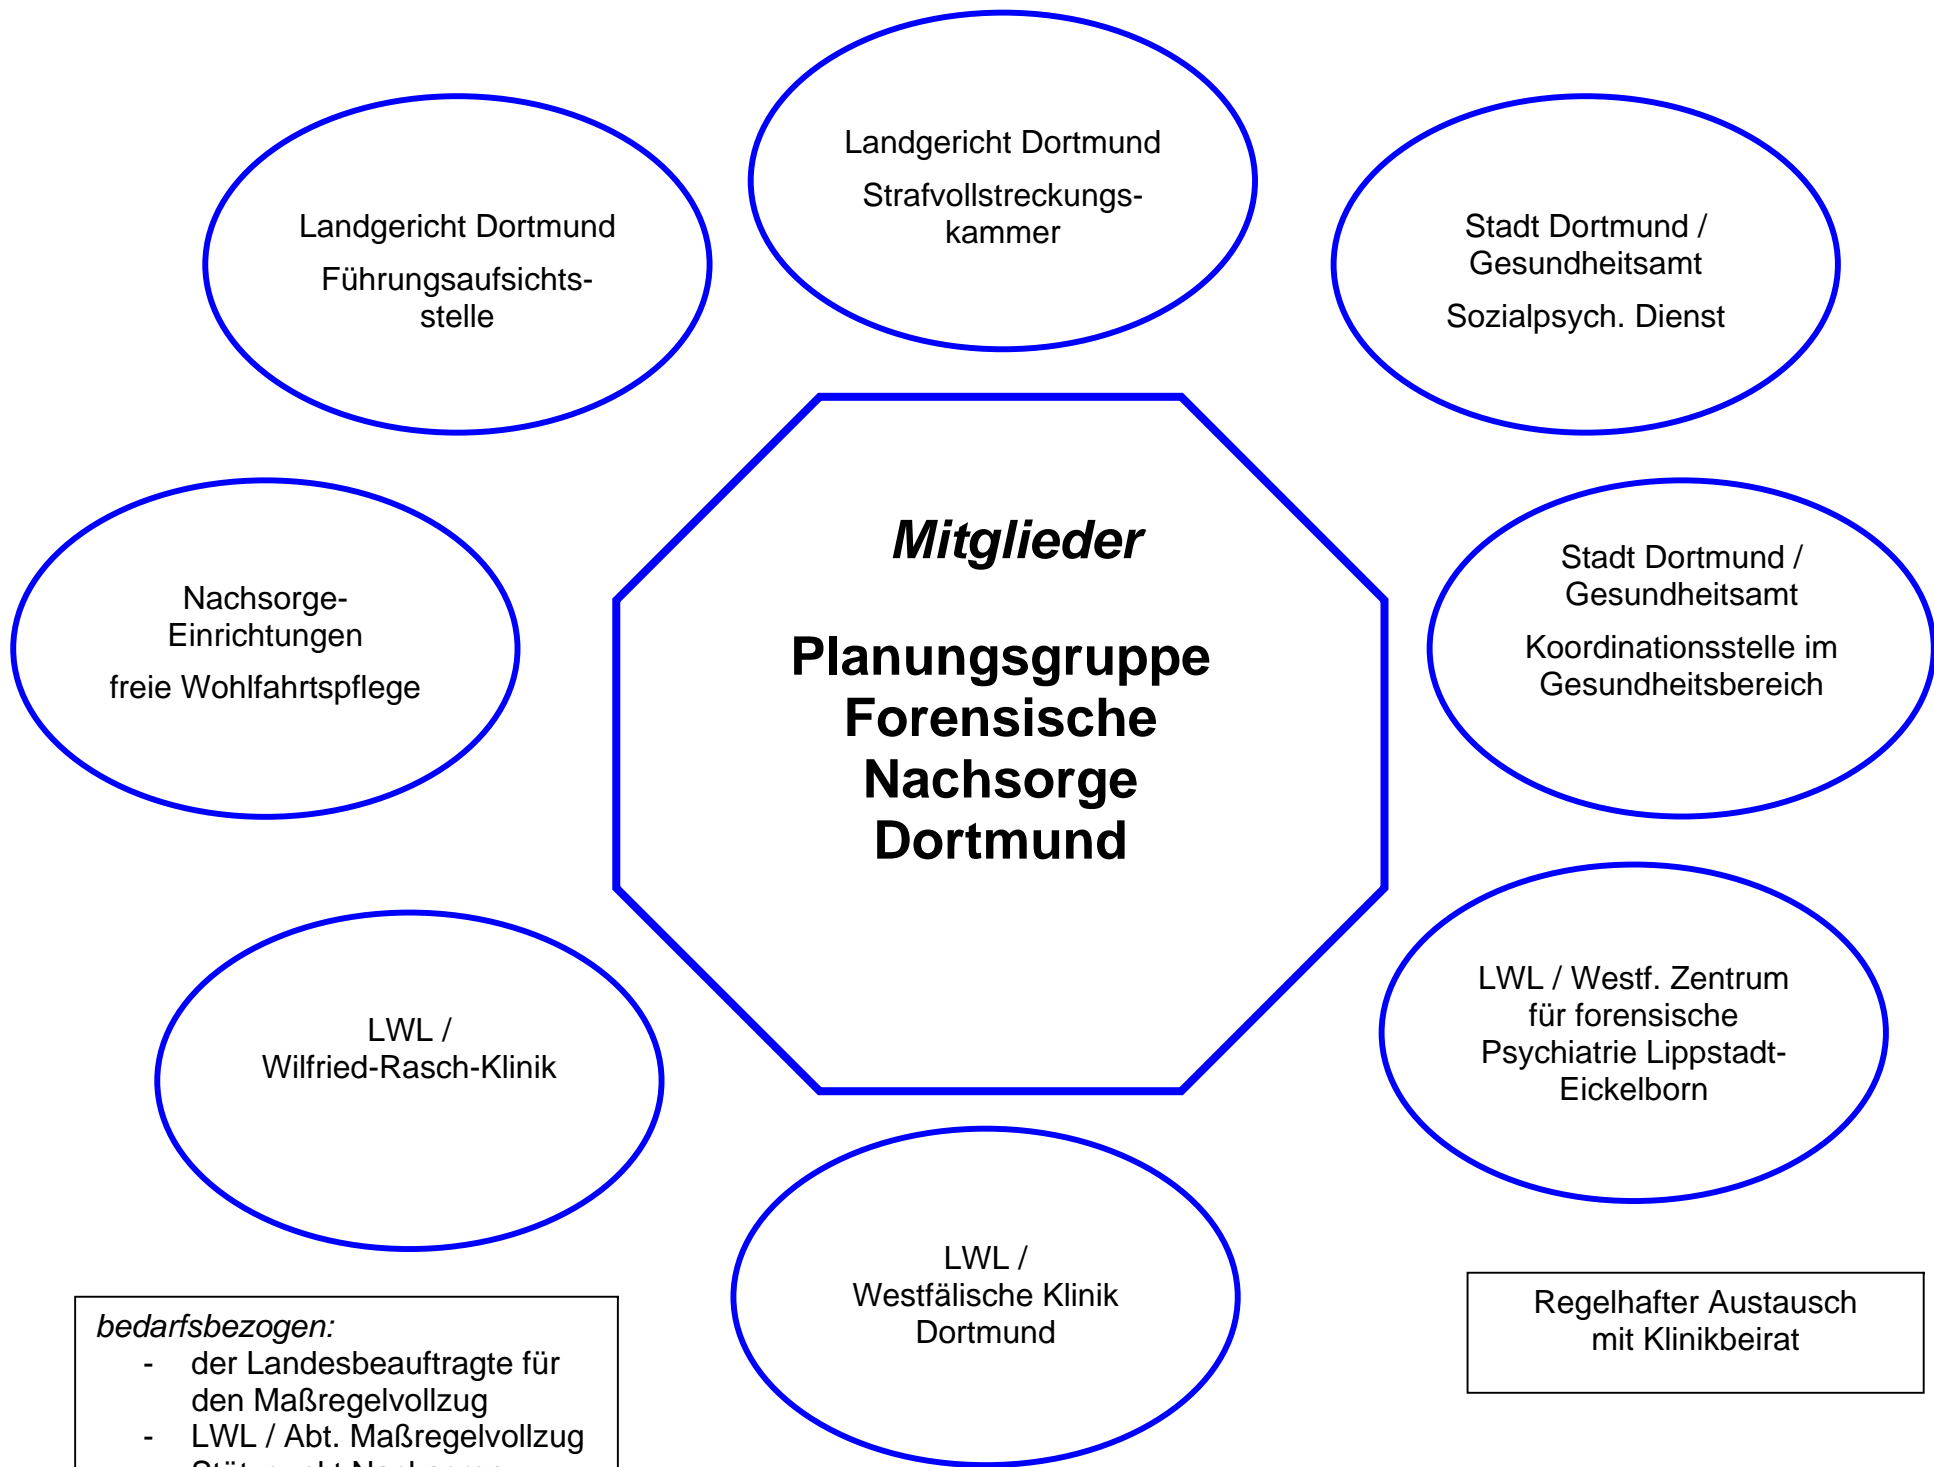 Landgericht Dortmund
Strafvollstreckungs-
kammer
Landgericht Dortmund
Führungsaufsichts-
stelle
Stadt Dortmund /
Gesundheitsamt
Sozialpsych. Dienst
Mitglieder
Planungsgruppe
Forensische
Nachsorge
Dortmund
Nachsorge-
Einrichtungen
freie Wohlfahrtspflege
Stadt Dortmund /
Gesundheitsamt
Koordinationsstelle im
Gesundheitsbereich
LWL /
Wilfried-Rasch-Klinik
LWL / Westf. Zentrum
für forensische
Psychiatrie Lippstadt-
Eickelborn
LWL /
Westfälische Klinik
Dortmund
bedarfsbezogen:
- der Landesbeauftragte für
den Maßregelvollzug
- LWL / Abt. Maßregelvollzug
Regelhafter Austausch
mit Klinikbeirat